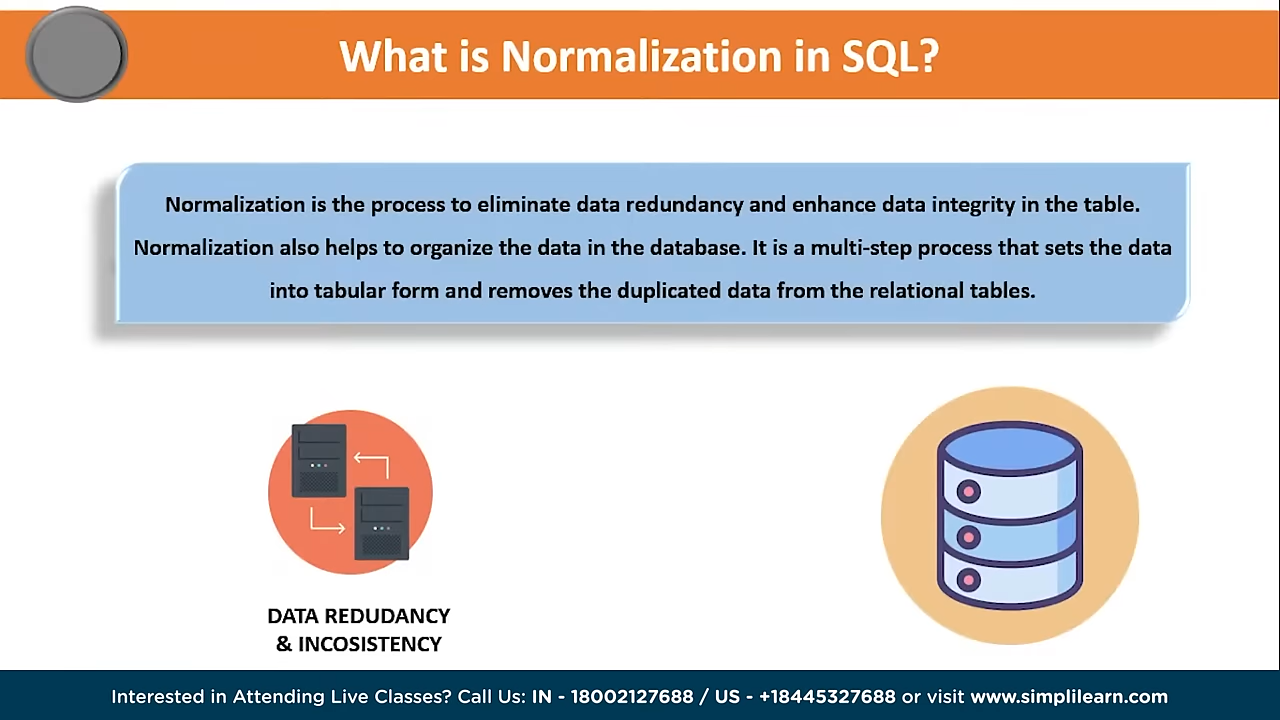 What is Normalization in SQL?
Normalization is the process to eliminate data redundancy and enhance data integrity in the table.
Normalization also helps to organize the data in the database. It is a multi-step process that sets the data
into tabular form and removes the duplicated data from the relational tables.
DATA REDUDANCY
& INCOSISTENCY
Interested in Attending Live Classes? Call Us: IN - 18002127688 / US - +18445327688 or visit www.simplilearn.com